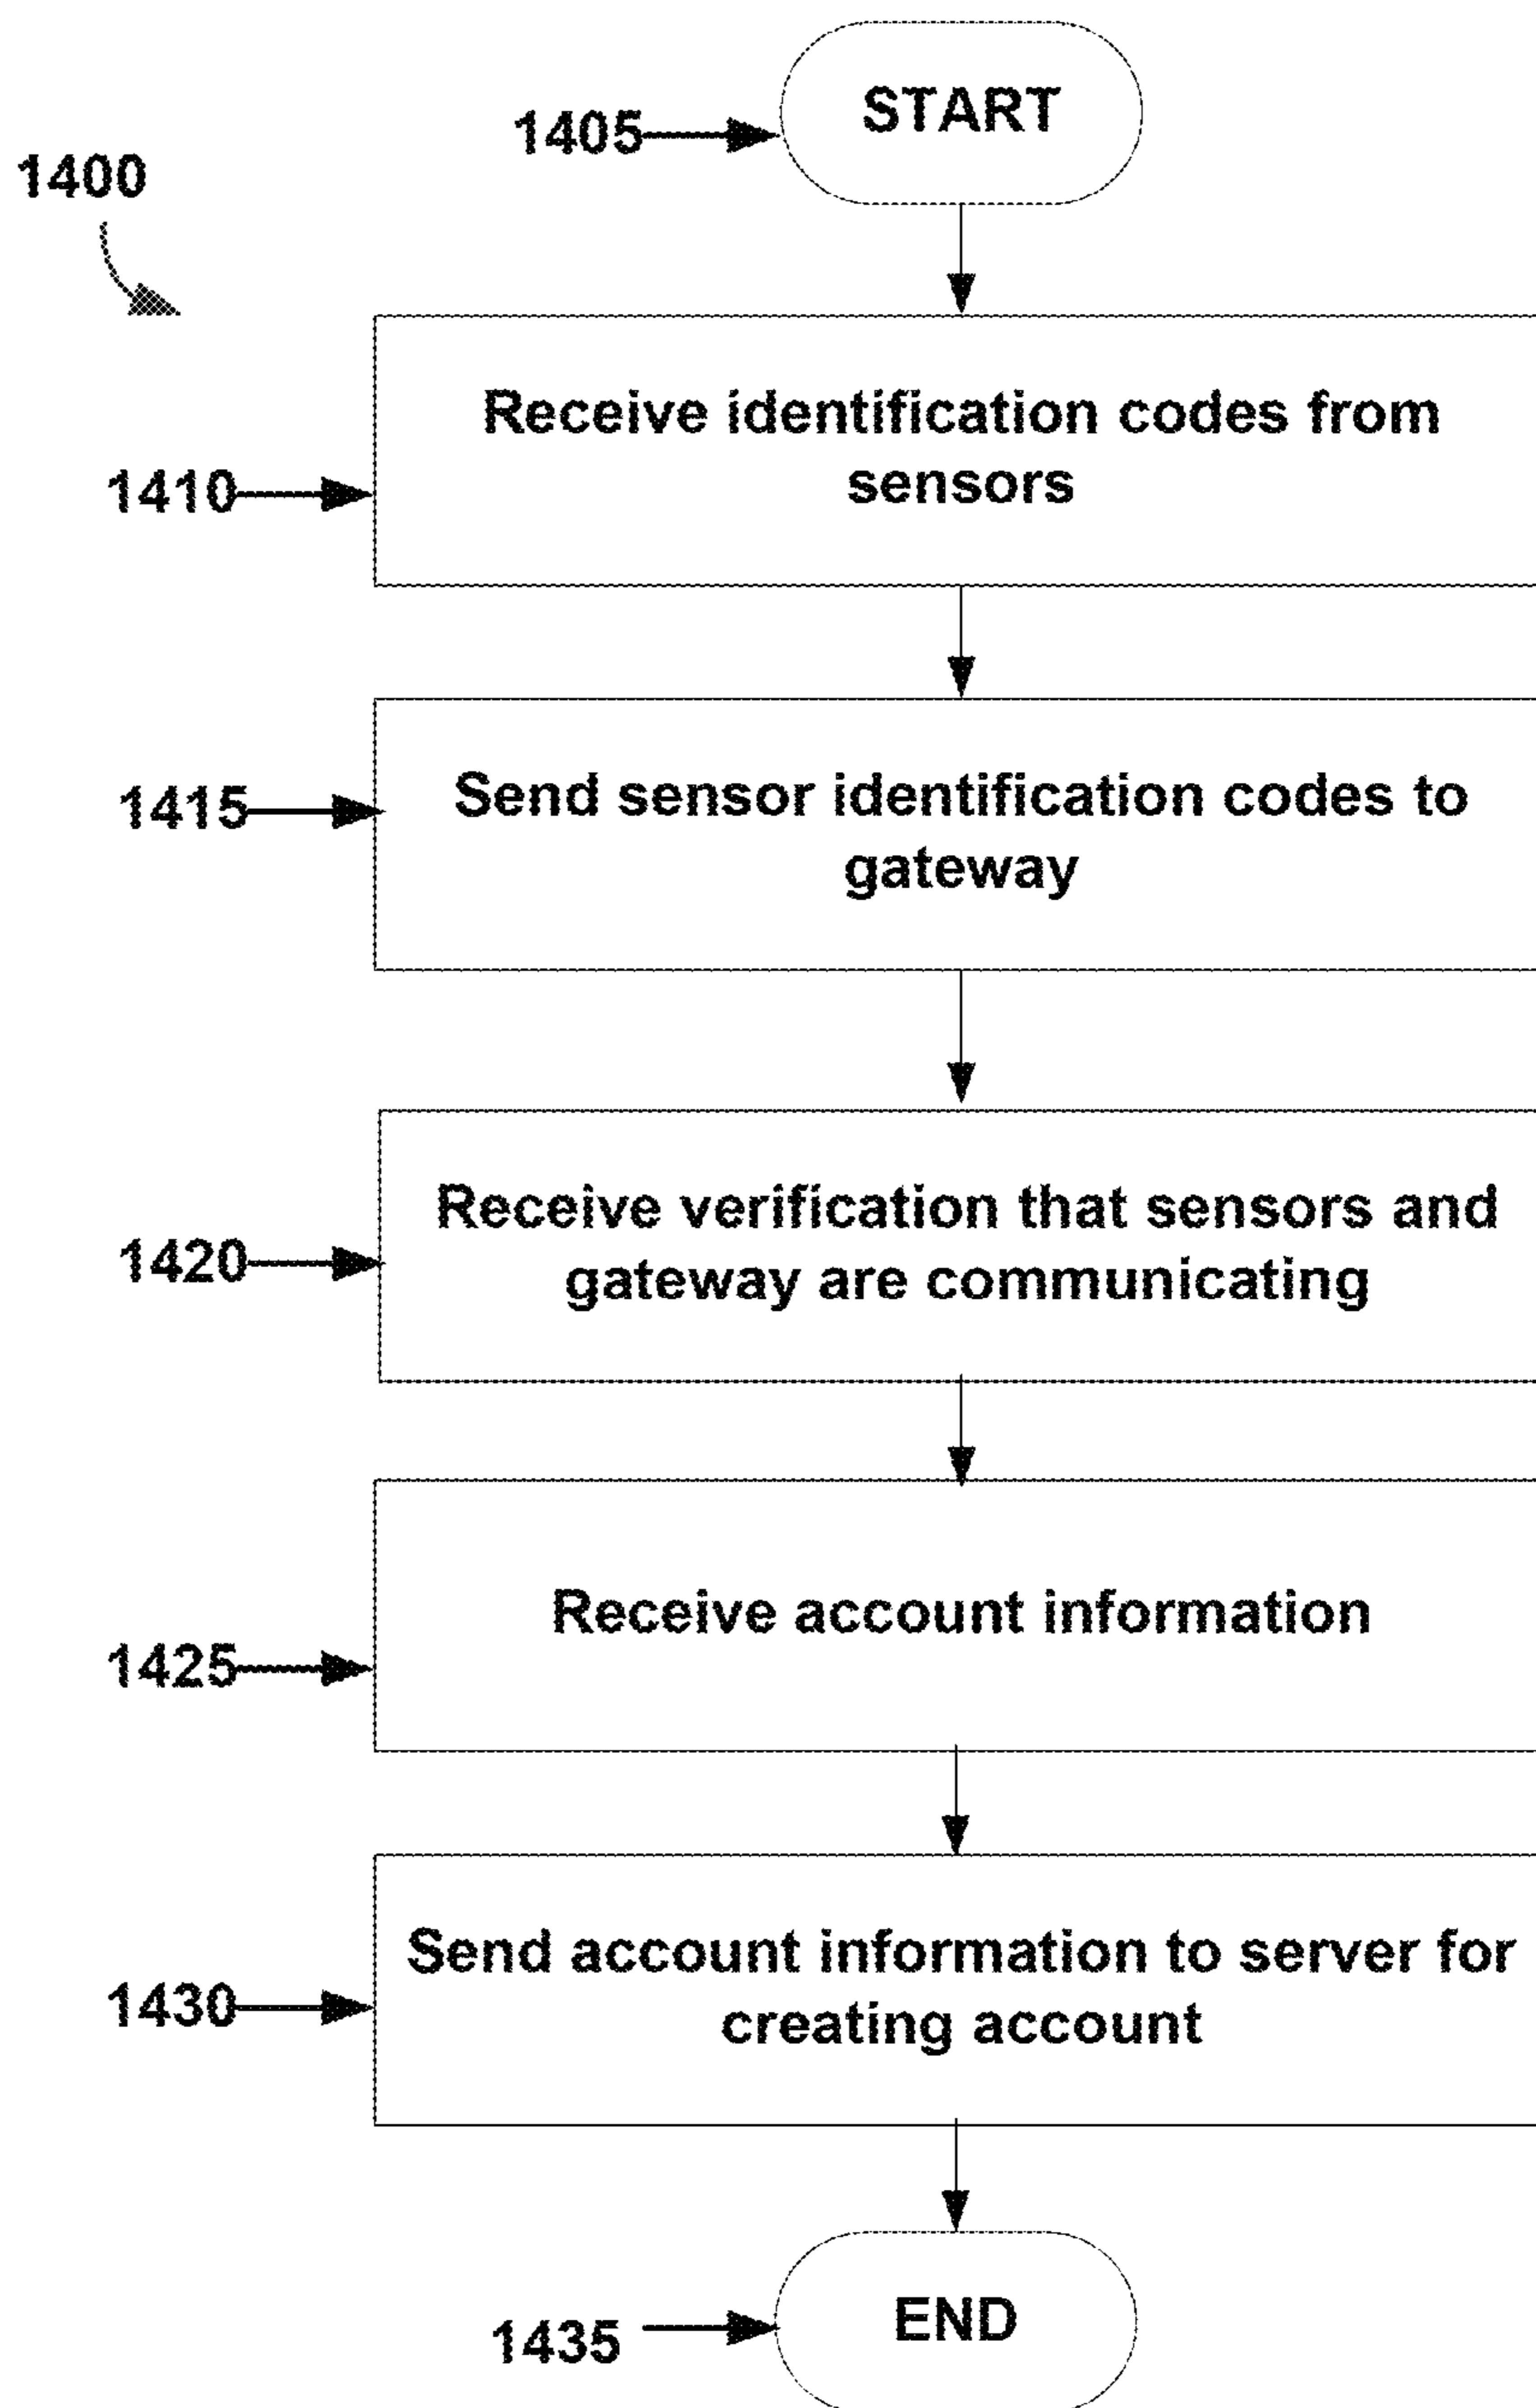 START
1405
1400
Receive identification codes from
sensors
1410
Send sensor identification codes to
gateway
1415
Receive verification that sensors and
gateway are communicating
1420
Receive account information
1425
Send account information to server for
creating account
1430
END
1435